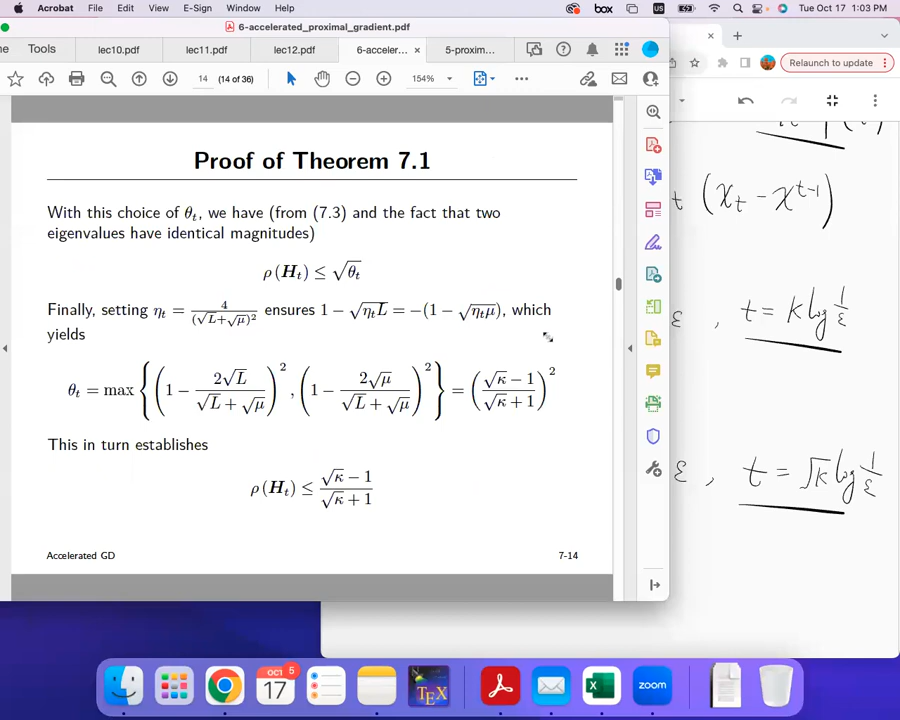 Acrobat File Edit View E-Sign Window Help box US Tue Oct 17 1:03 PM
6-accelerated_proximal_gradient.pdf
Tools lec10.pdf lec11.pdf lec12.pdf 6-acceler... × 5-proxim...
14 (14 of 36) 154% Relaunch to update
Proof of Theorem 7.1
With this choice of θ_t, we have (from (7.3) and the fact that two
eigenvalues have identical magnitudes)
ρ(H_t) ≤ √θ_t
Finally, setting η_t = 4/(√L+√μ)² ensures 1 − √(η_t L) = −(1 − √(η_t μ)), which
yields
θ_t = max { (1 − 2√L/(√L + √μ))², (1 − 2√μ/(√L + √μ))² } = ((√κ − 1)/(√κ + 1))²
This in turn establishes
ρ(H_t) ≤ (√κ − 1)/(√κ + 1)
Accelerated GD 7-14
t (x_t − x^{t−1})
ε , t = κ log 1/ε
ε , t = √κ log 1/ε
OCT 5
17
TEX
zoom